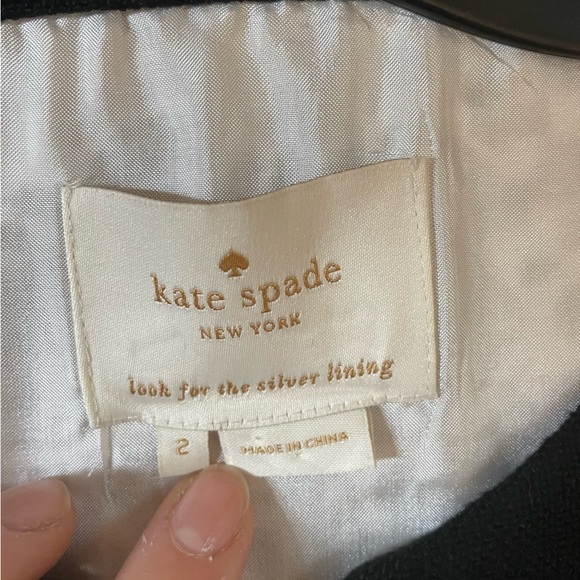 kate spade
NEW YORK
look for the silver lining
2
MADE IN CHINA